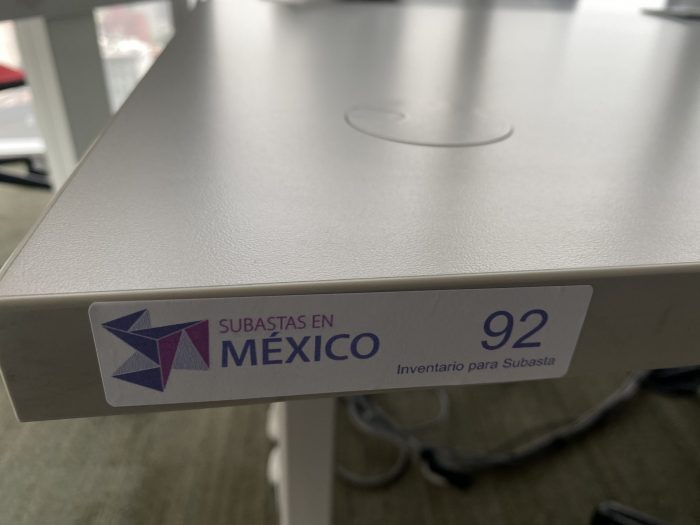 SUBASTAS EN
MÉXICO
92
Inventario para Subasta